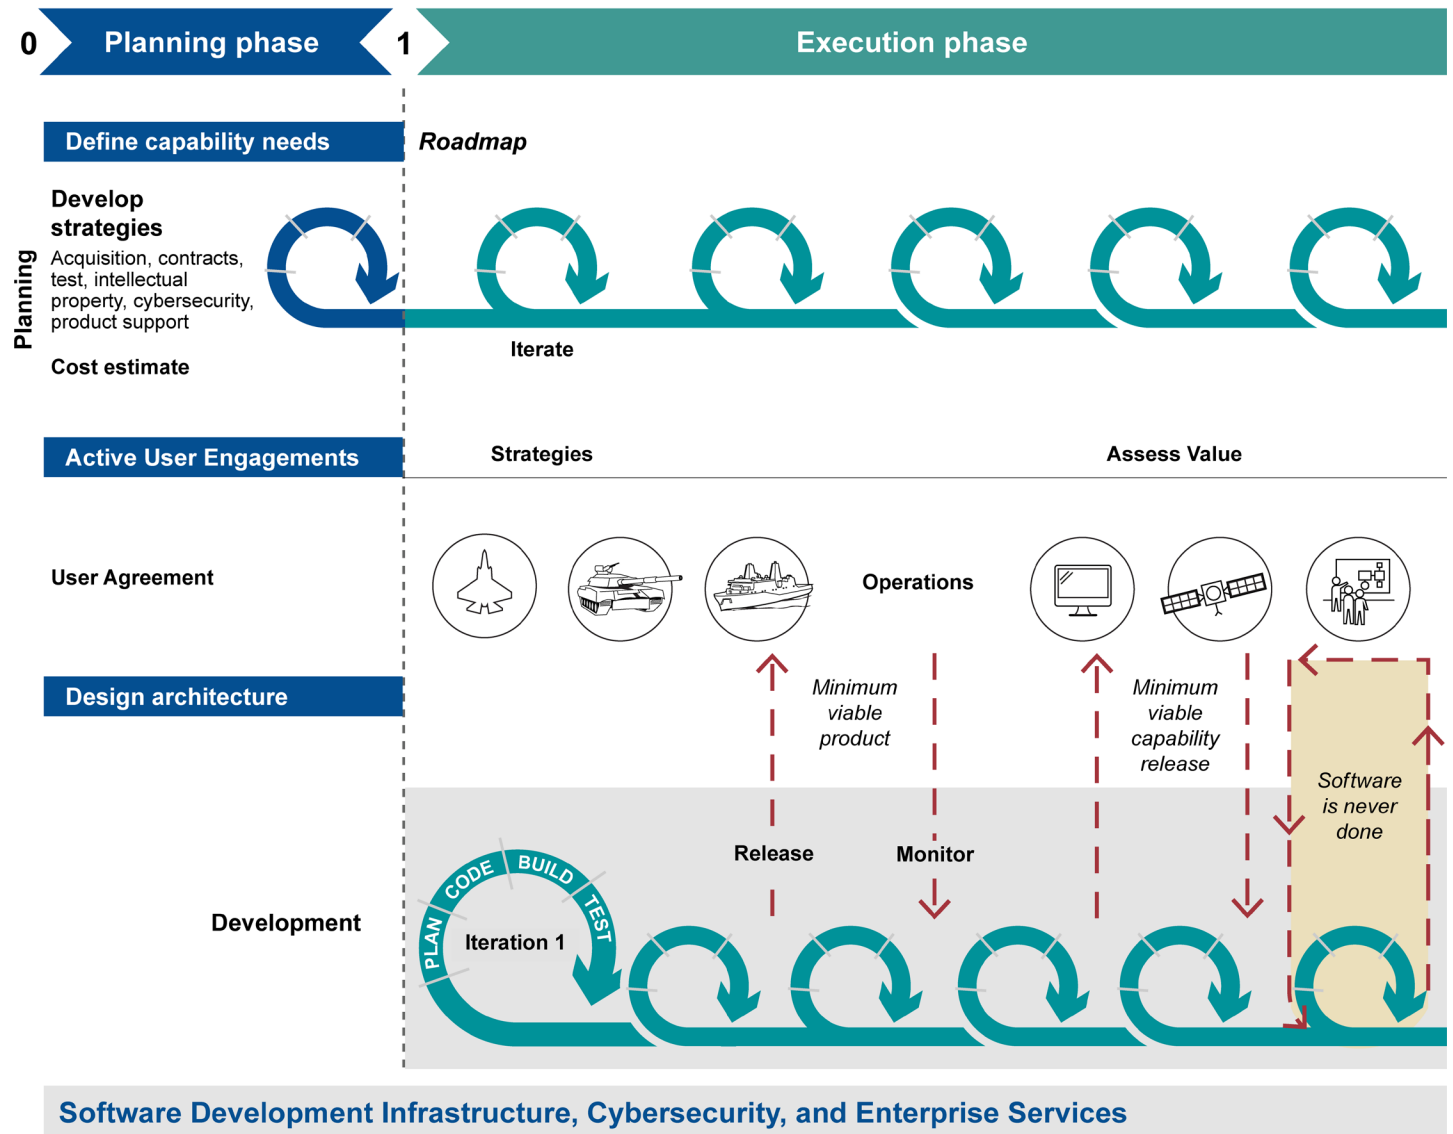 0
Planning phase
1
Execution phase
Define capability needs
Roadmap
Planning
Develop
strategies
Acquisition, contracts,
test, intellectual
property, cybersecurity,
product support
Cost estimate
Iterate
Active User Engagements
Strategies
Assess Value
User Agreement
Operations
Design architecture
Minimum
viable
product
Minimum
viable
capability
release
Software
is never
done
Release
Monitor
Development
PLAN
CODE
BUILD
TEST
Iteration 1
Software Development Infrastructure, Cybersecurity, and Enterprise Services